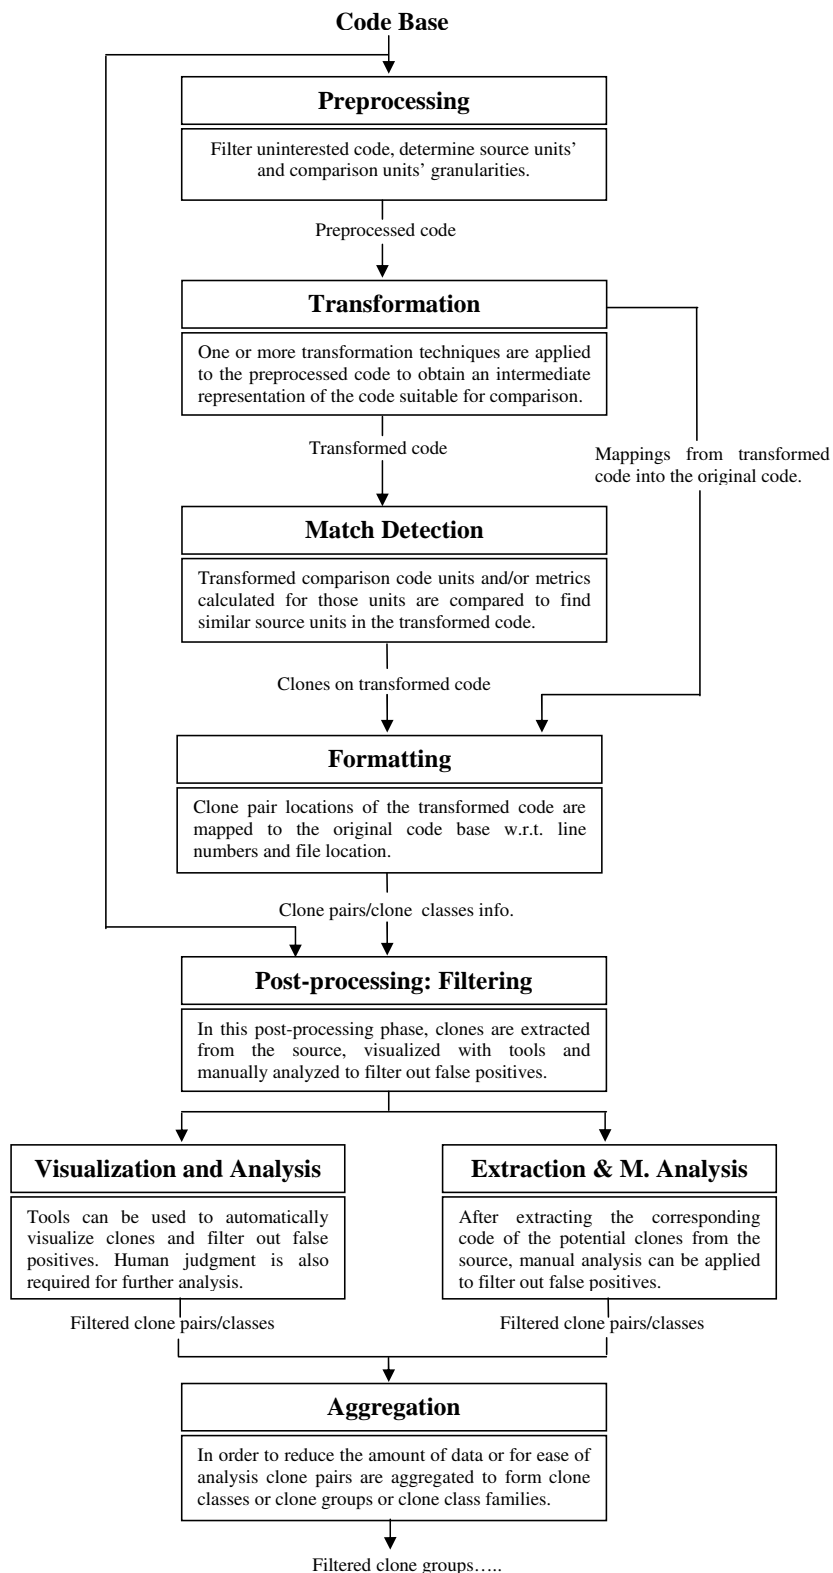 Code Base
Preprocessing
Filter uninterested code, determine source units’
and comparison units’ granularities.
Preprocessed code
Transformation
One or more transformation techniques are applied
to the preprocessed code to obtain an intermediate
representation of the code suitable for comparison.
Transformed code
Mappings from transformed
code into the original code.
Match Detection
Transformed comparison code units and/or metrics
calculated for those units are compared to find
similar source units in the transformed code.
Clones on transformed code
Formatting
Clone pair locations of the transformed code are
mapped to the original code base w.r.t. line
numbers and file location.
Clone pairs/clone classes info.
Post-processing: Filtering
In this post-processing phase, clones are extracted
from the source, visualized with tools and
manually analyzed to filter out false positives.
Visualization and Analysis
Tools can be used to automatically
visualize clones and filter out false
positives. Human judgment is also
required for further analysis.
Filtered clone pairs/classes
Extraction & M. Analysis
After extracting the corresponding
code of the potential clones from the
source, manual analysis can be applied
to filter out false positives.
Filtered clone pairs/classes
Aggregation
In order to reduce the amount of data or for ease of
analysis clone pairs are aggregated to form clone
classes or clone groups or clone class families.
Filtered clone groups…..